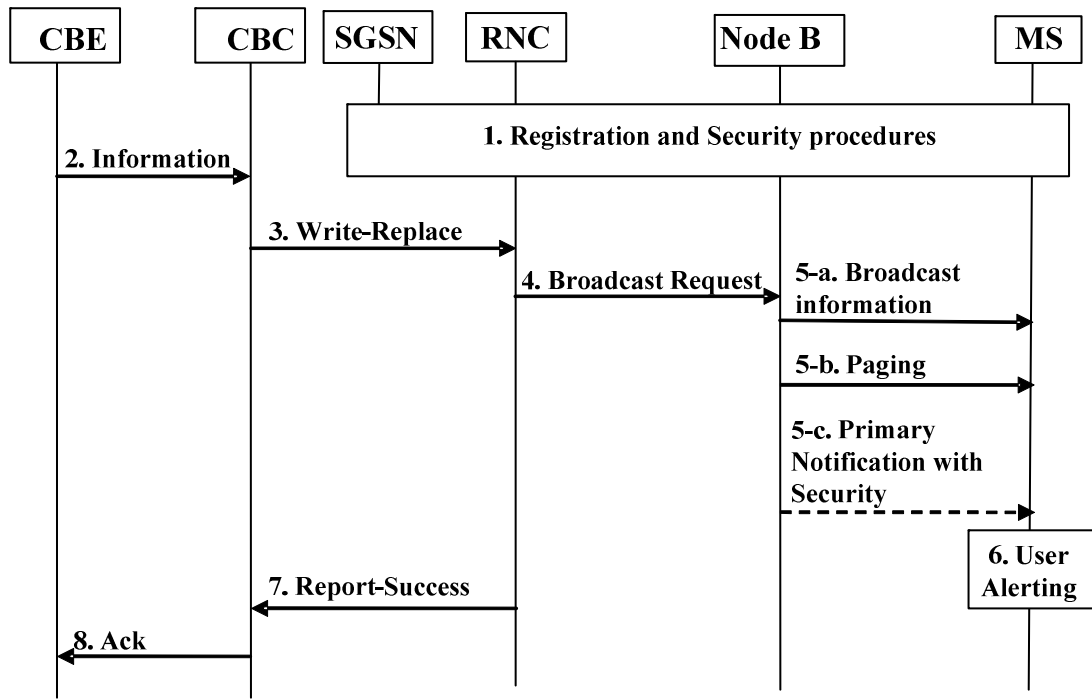 CBE
CBC
SGSN
RNC
Node B
MS
1. Registration and Security procedures
2. Information
3. Write-Replace
4. Broadcast Request
5-a. Broadcast
information
5-b. Paging
5-c. Primary
Notification with
Security
6. User
Alerting
7. Report-Success
8. Ack